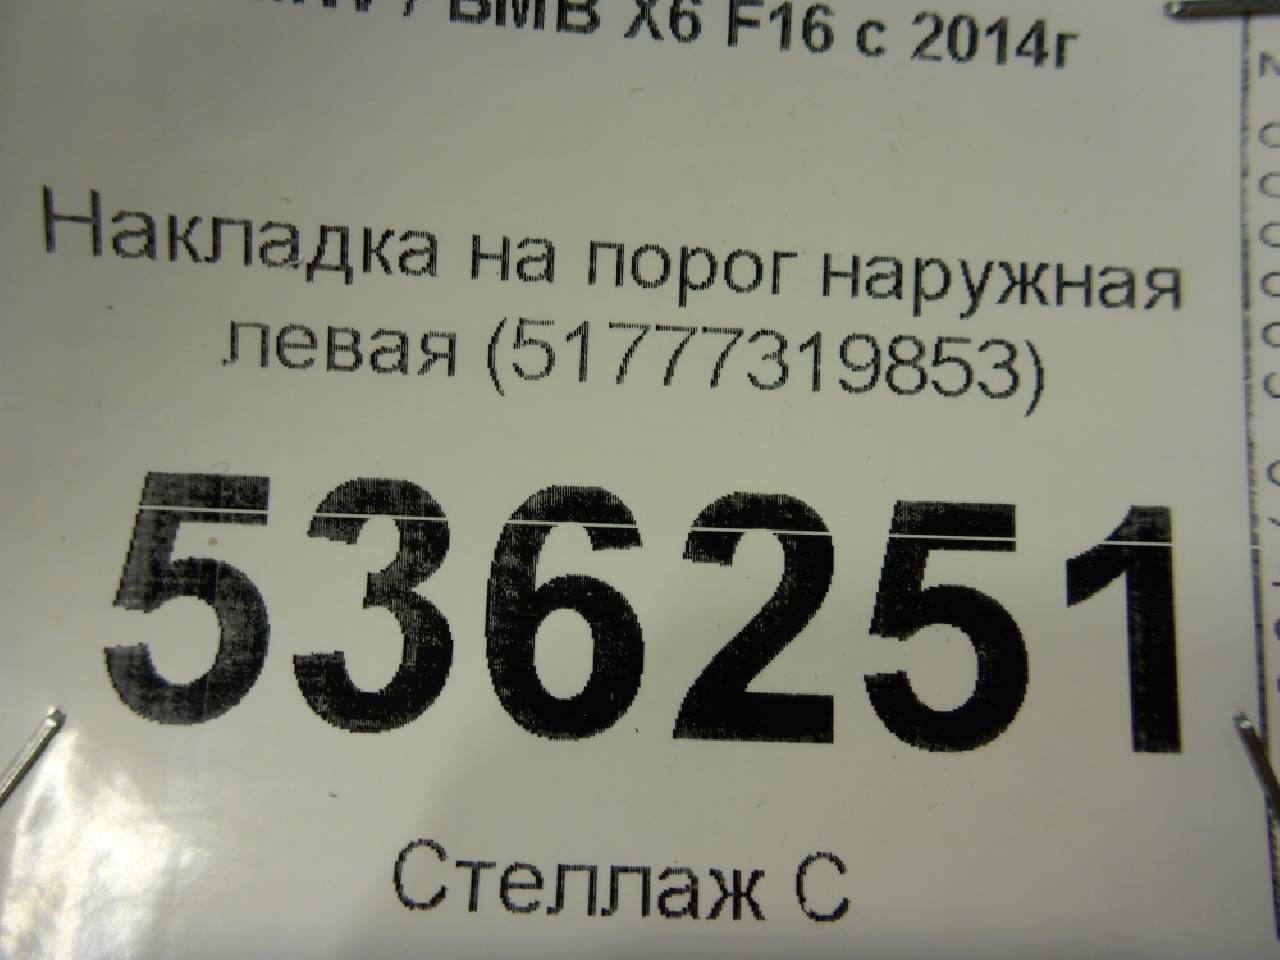 / БМВ X6 F16 с 2014г
Накладка на порог наружная
левая (51777319853)
536251
Стеллаж С